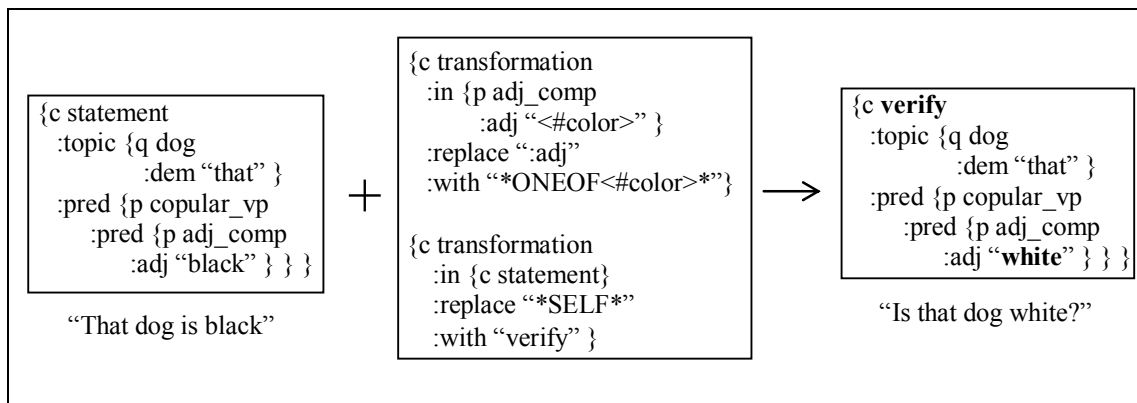 {c statement
:topic {q dog
:dem “that” }
:pred {p copular_vp
:pred {p adj_comp
:adj “black” } } }
“That dog is black”
+
{c transformation
:in {p adj_comp
:adj “<#color>” }
:replace “:adj”
:with “*ONEOF<#color>*”}
{c transformation
:in {c statement}
:replace “*SELF*”
:with “verify” }
{c verify
:topic {q dog
:dem “that” }
:pred {p copular_vp
:pred {p adj_comp
:adj “white” } } }
“Is that dog white?”